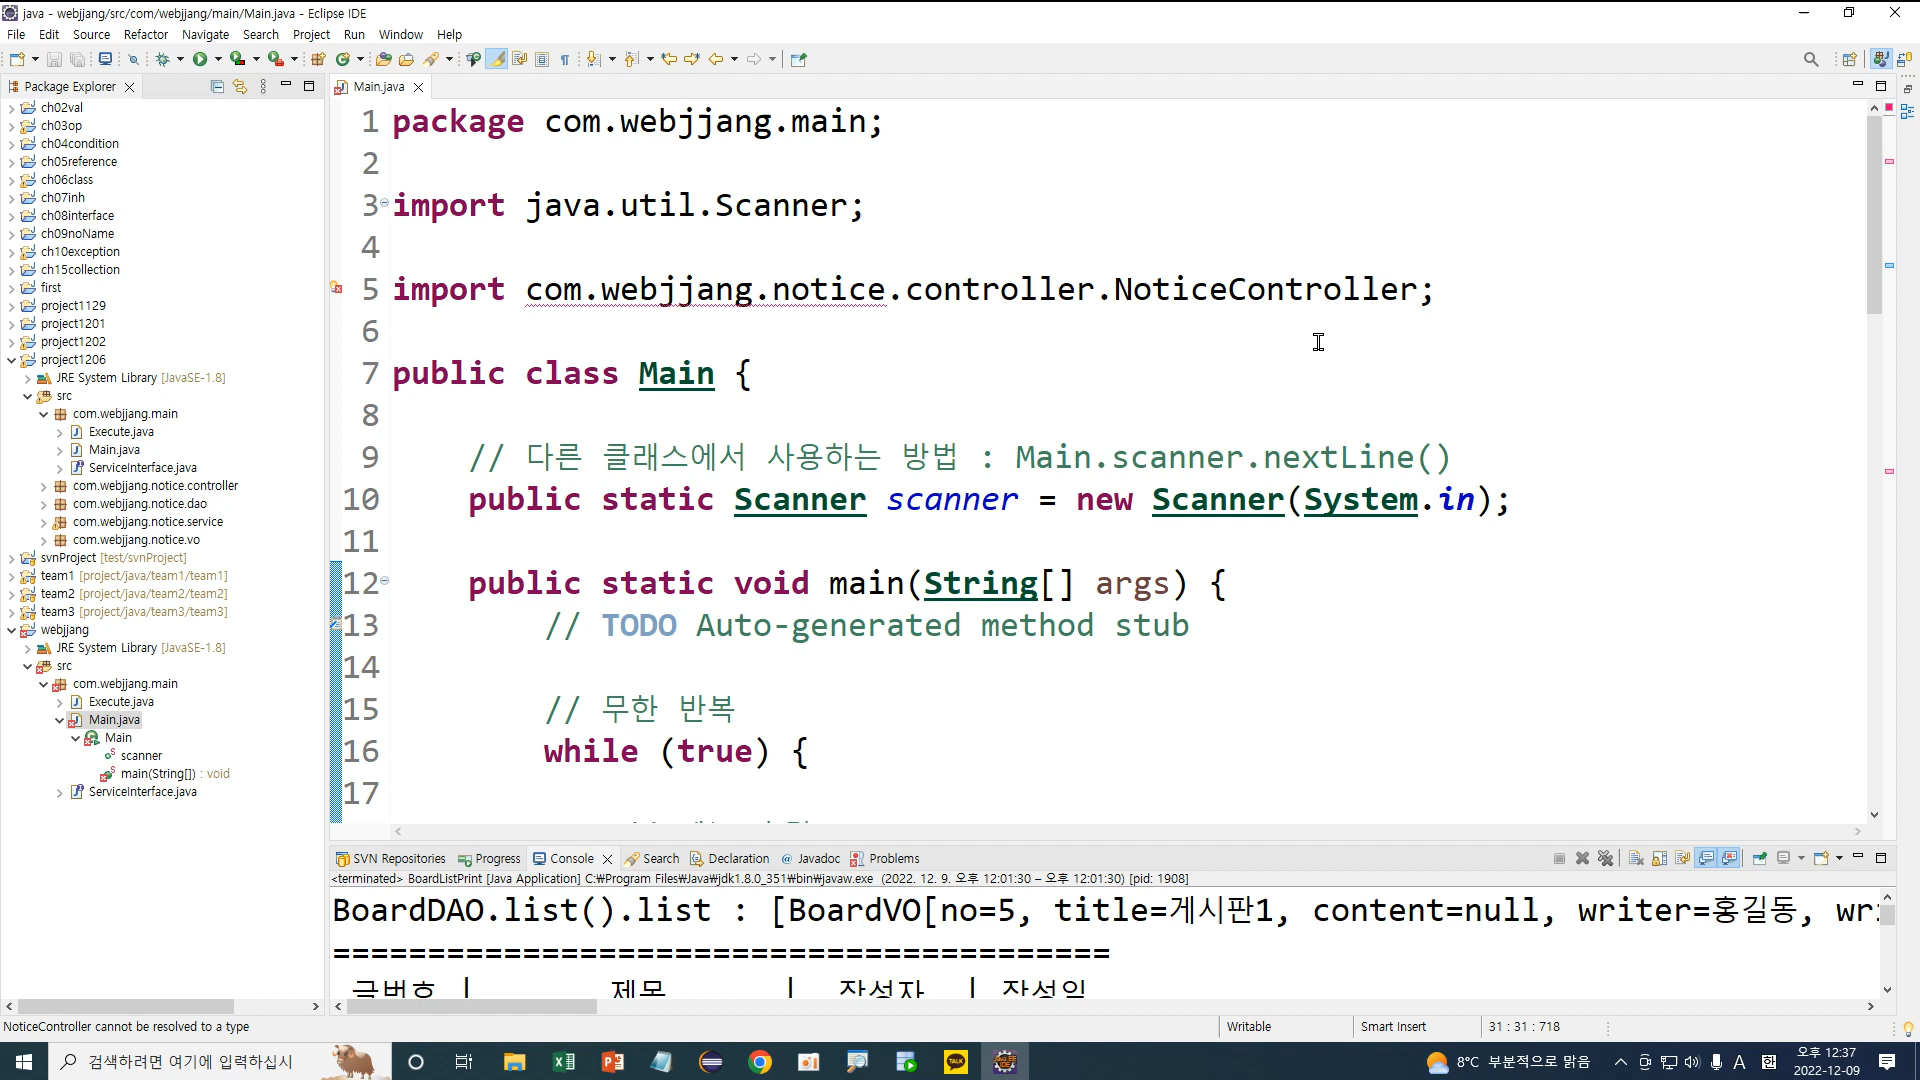 java - webjjang/src/com/webjjang/main/Main.java - Eclipse IDE
File Edit Source Refactor Navigate Search Project Run Window Help
Package Explorer
ch02val
ch03op
ch04condition
ch05reference
ch06class
ch07inh
ch08interface
ch09noName
ch10exception
ch15collection
first
project1129
project1201
project1202
project1206
JRE System Library [JavaSE-1.8]
src
com.webjjang.main
Execute.java
Main.java
ServiceInterface.java
com.webjjang.notice.controller
com.webjjang.notice.dao
com.webjjang.notice.service
com.webjjang.notice.vo
svnProject [test/svnProject]
team1 [project/java/team1/team1]
team2 [project/java/team2/team2]
team3 [project/java/team3/team3]
webjjang
JRE System Library [JavaSE-1.8]
src
com.webjjang.main
Execute.java
Main.java
Main
scanner
main(String[]) : void
ServiceInterface.java
Main.java
1 package com.webjjang.main;
2
3 import java.util.Scanner;
4
5 import com.webjjang.notice.controller.NoticeController;
6
7 public class Main {
8
9 // 다른 클래스에서 사용하는 방법 : Main.scanner.nextLine()
10 public static Scanner scanner = new Scanner(System.in);
11
12 public static void main(String[] args) {
13 // TODO Auto-generated method stub
14
15 // 무한 반복
16 while (true) {
17
SVN Repositories Progress Console Search Declaration @ Javadoc Problems
<terminated> BoardListPrint [Java Application] C:₩Program Files₩Java₩jdk1.8.0_351₩bin₩javaw.exe (2022. 12. 9. 오후 12:01:30 – 오후 12:01:30) [pid: 1908]
BoardDAO.list().list : [BoardVO[no=5, title=게시판1, content=null, writer=홍길동, wri
=========================================
글번호 | 제목 | 작성자 | 작성일
NoticeController cannot be resolved to a type
Writable
Smart Insert
31 : 31 : 718
검색하려면 여기에 입력하십시
TALK
8°C 부분적으로 맑음
A
오후 12:37
2022-12-09